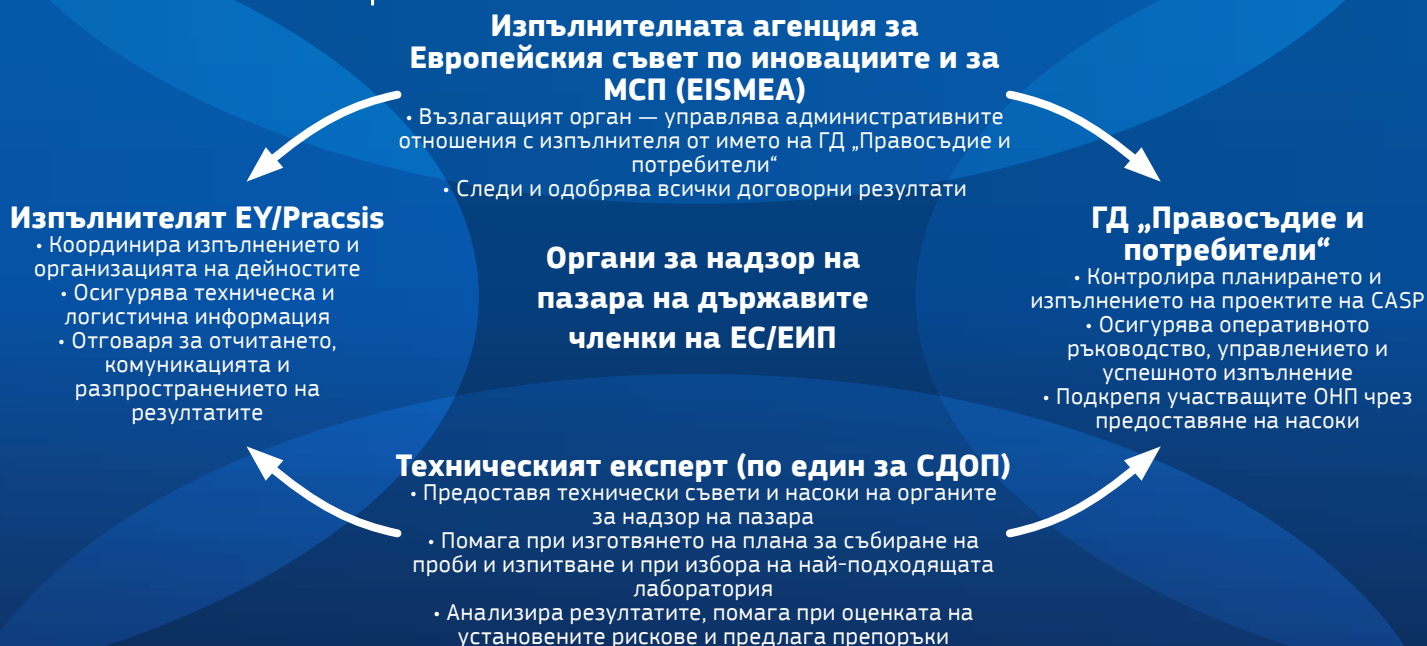 Изпълнителната агенция за
Европейския съвет по иновациите и за
МСП (EISMEA)
• Възлагащият орган — управлява административните
отношения с изпълнителя от името на ГД „Правосъдие и
потребители“
• Следи и одобрява всички договорни резултати
Изпълнителят EY/Pracsis
• Координира изпълнението и
организацията на дейностите
• Осигурява техническа и
логистична информация
• Отговаря за отчитането,
комуникацията и
разпространението на
резултатите
Органи за надзор на
пазара на държавите
членки на ЕС/ЕИП
ГД „Правосъдие и
потребители“
• Контролира планирането и
изпълнението на проектите на CASP
• Осигурява оперативното
ръководство, управлението и
успешното изпълнение
• Подкрепя участващите ОНП чрез
предоставяне на насоки
Техническият експерт (по един за СДОП)
• Предоставя технически съвети и насоки на органите
за надзор на пазара
• Помага при изготвянето на плана за събиране на
проби и изпитване и при избора на най-подходящата
лаборатория
• Анализира резултатите, помага при оценката на
установените рискове и предлага препоръки